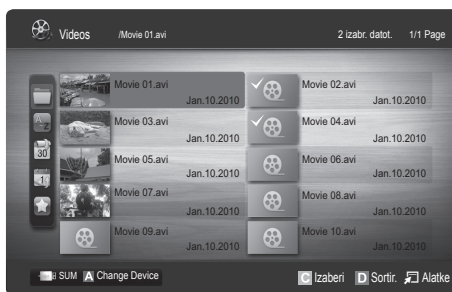 Videos /Movie 01.avi 2 izabr. datot. 1/1 Page
Movie 01.avi Movie 02.avi
Jan.10.2010 Jan.10.2010
Movie 03.avi Movie 04.avi
Jan.10.2010 Jan.10.2010
Movie 05.avi Movie 06.avi
Jan.10.2010 Jan.10.2010
Movie 07.avi Movie 08.avi
Jan.10.2010 Jan.10.2010
Movie 09.avi Movie 10.avi
Jan.10.2010 Jan.10.2010
SUM A Change Device C Izaberi D Sortir. Alatke